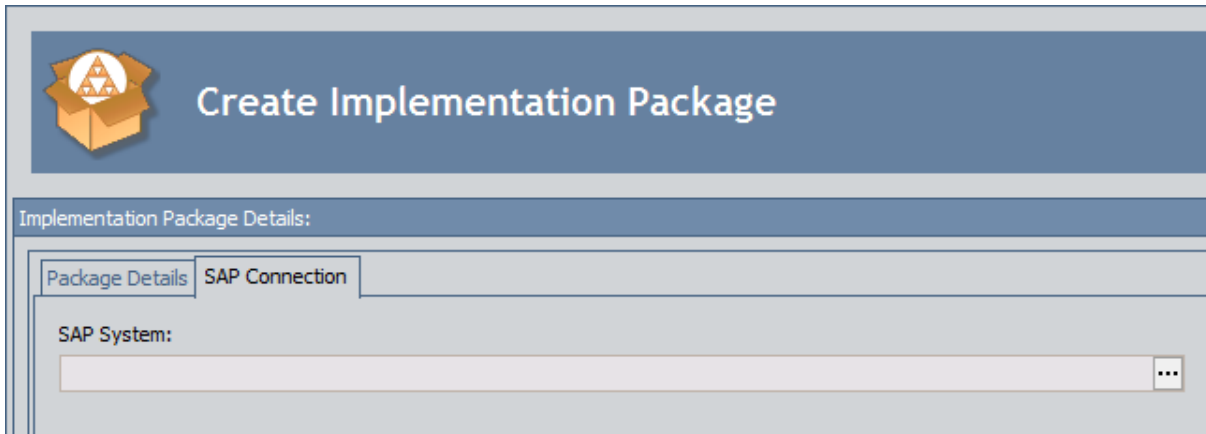 Create Implementation Package
Implementation Package Details:
Package Details SAP Connection
SAP System:
...